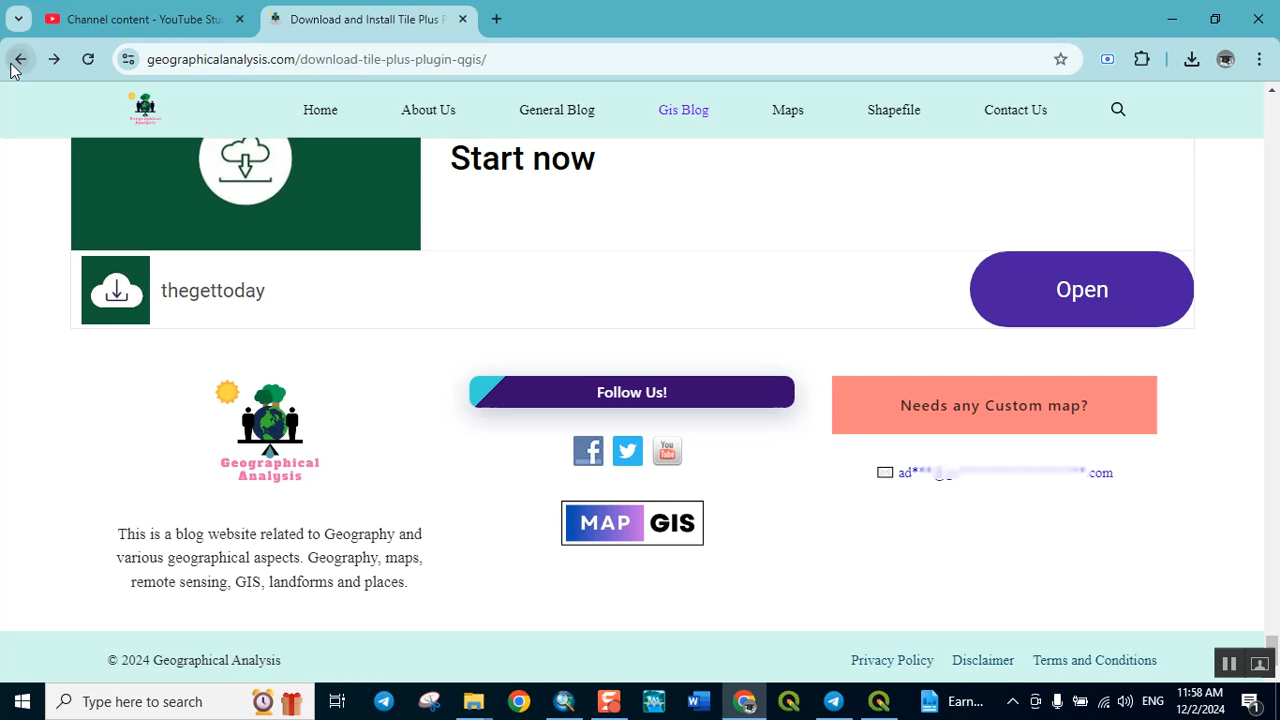 Channel content - YouTube Stu
Download and Install Tile Plus P
geographicalanalysis.com/download-tile-plus-plugin-qgis/
Home
About Us
General Blog
Gis Blog
Maps
Shapefile
Contact Us
Start now
thegettoday
Open
Follow Us!
Needs any Custom map?
Geographical
Analysis
You
Tube
MAP GIS
This is a blog website related to Geography and
various geographical aspects. Geography, maps,
remote sensing, GIS, landforms and places.
© 2024 Geographical Analysis
Privacy Policy
Disclaimer
Terms and Conditions
Type here to search
Earn...
ENG
11:58 AM
12/2/2024